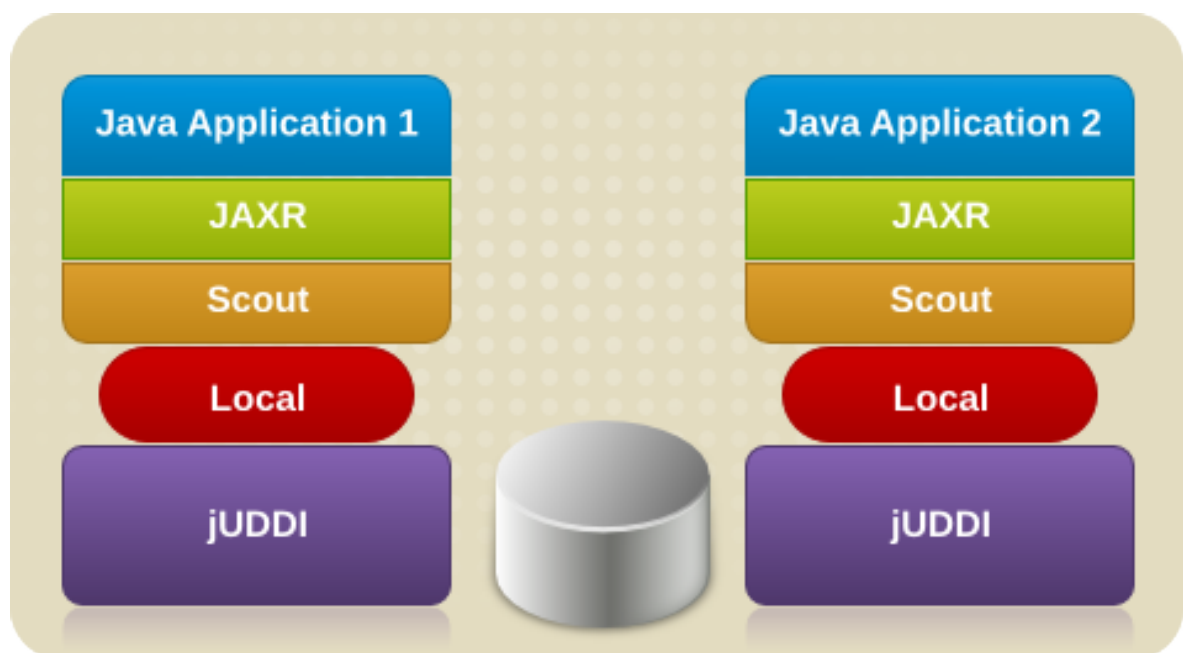 Java Application 1
JAXR
Scout
Local
jUDDI
Java Application 2
JAXR
Scout
Local
jUDDI